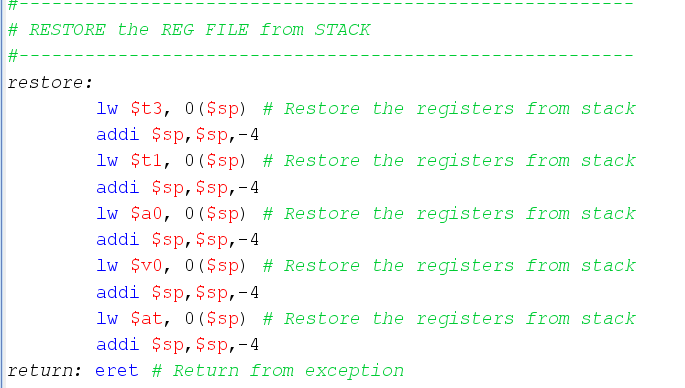 #--------------------------------------------------------
# RESTORE the REG FILE from STACK
#--------------------------------------------------------
restore:
lw $t3, 0($sp) # Restore the registers from stack
addi $sp,$sp,-4
lw $t1, 0($sp) # Restore the registers from stack
addi $sp,$sp,-4
lw $a0, 0($sp) # Restore the registers from stack
addi $sp,$sp,-4
lw $v0, 0($sp) # Restore the registers from stack
addi $sp,$sp,-4
lw $at, 0($sp) # Restore the registers from stack
addi $sp,$sp,-4
return: eret # Return from exception